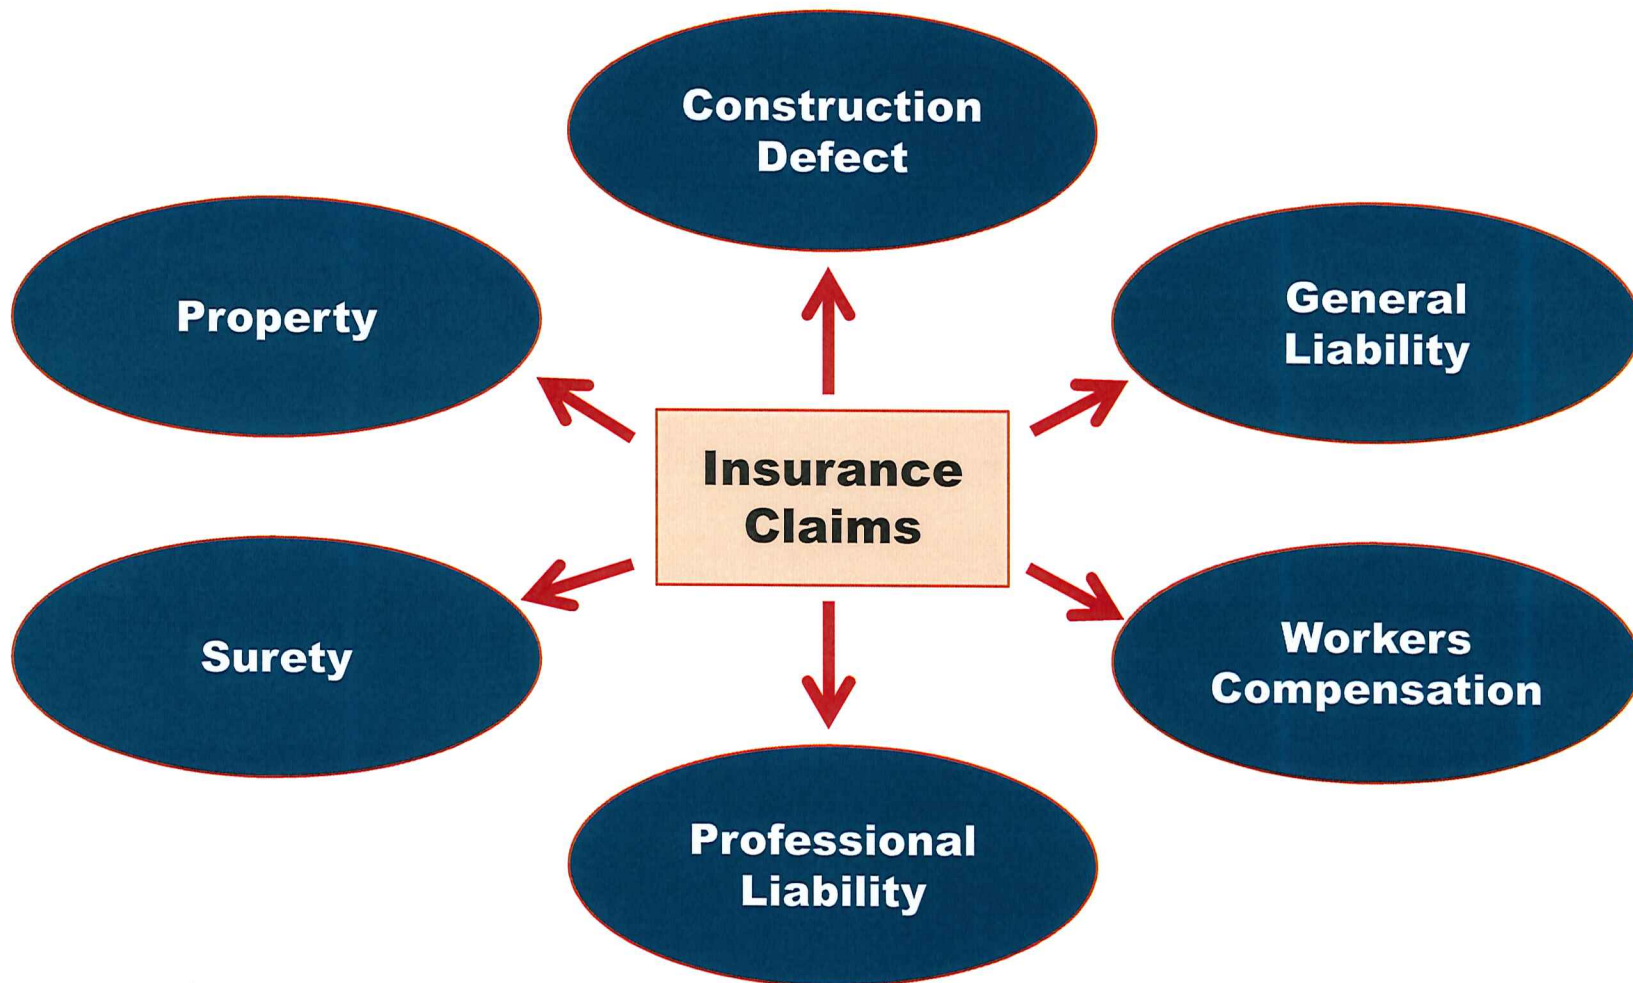 Construction
Defect
Property
General
Liability
Insurance
Claims
Surety
Workers
Compensation
Professional
Liability